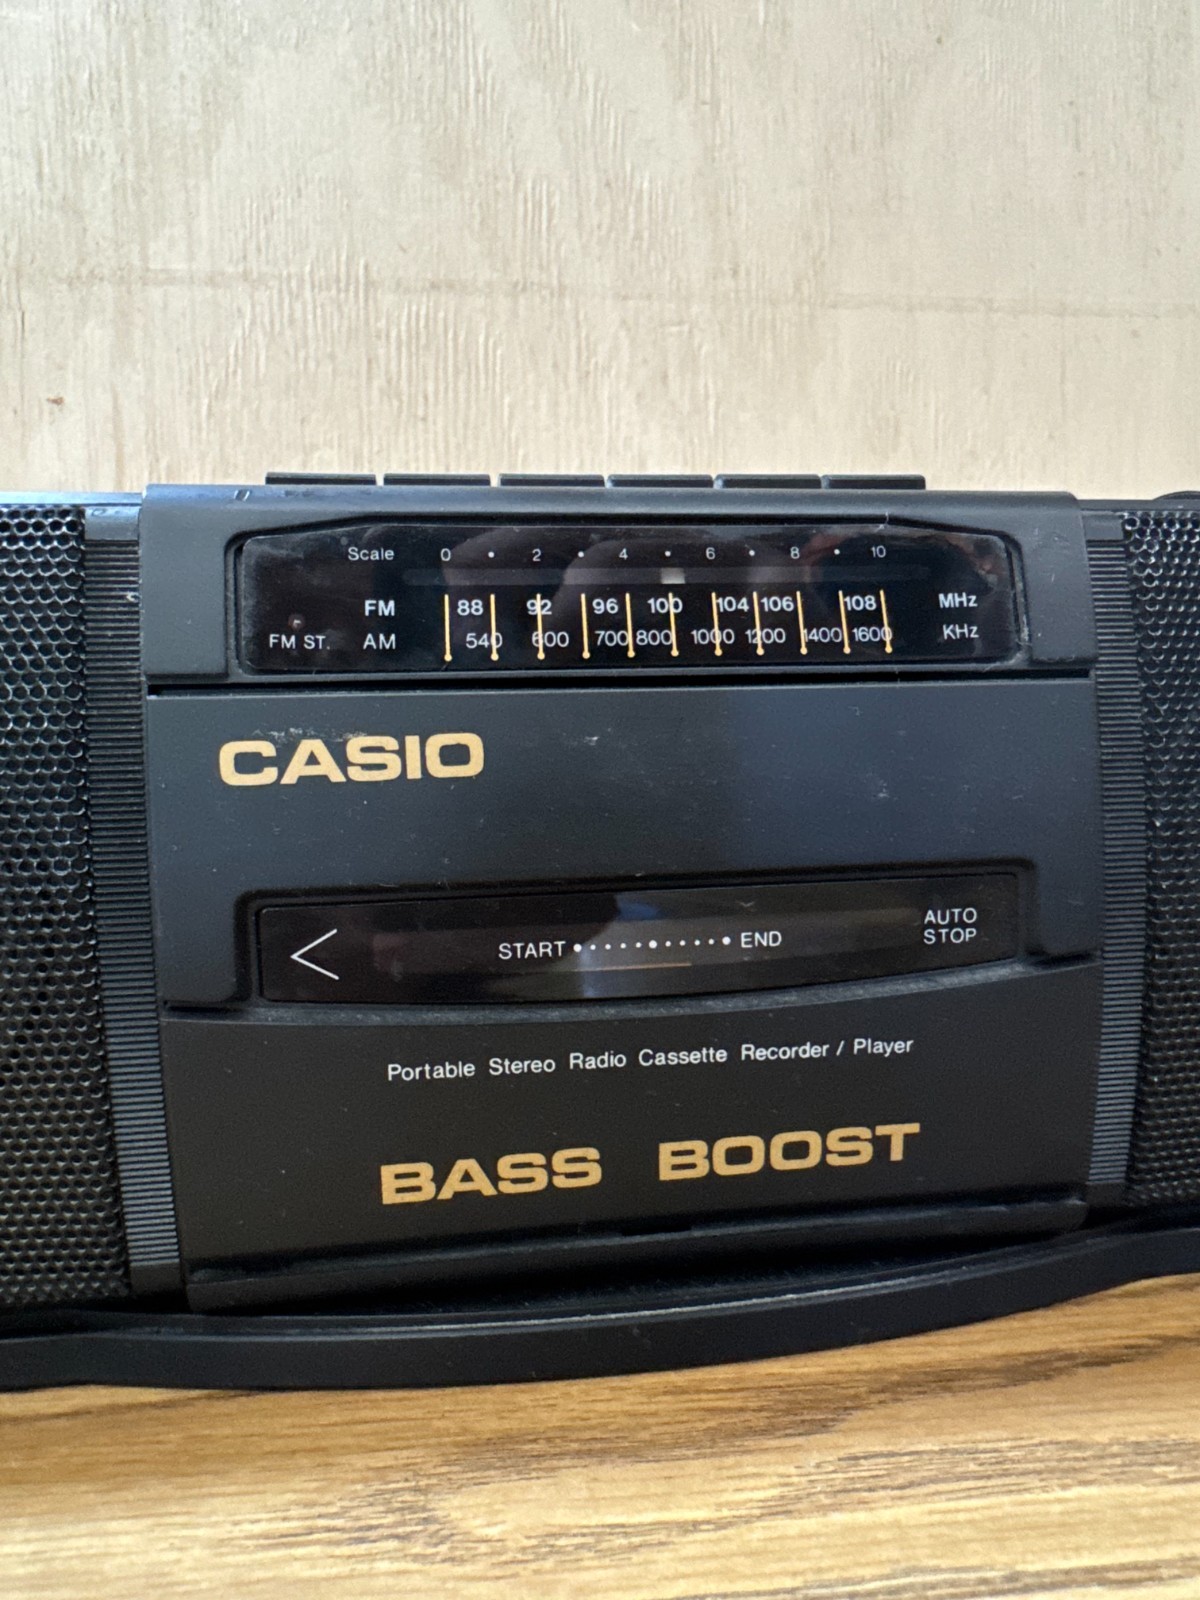 Scale 0 • 2 • 4 • 6 • 8 • 10
FM 88 92 96 100 104 106 108 MHz
FM ST. AM 540 600 700 800 1000 1200 1400 1600 KHz
CASIO
AUTO
START END STOP
Portable Stereo Radio Cassette Recorder / Player
BASS BOOST